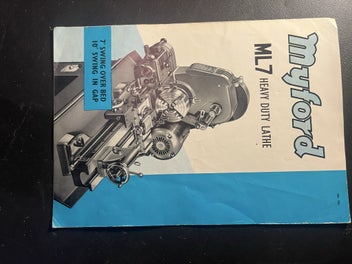 Myford
ML7 HEAVY DUTY LATHE
7" SWING OVER BED
10" SWING IN GAP